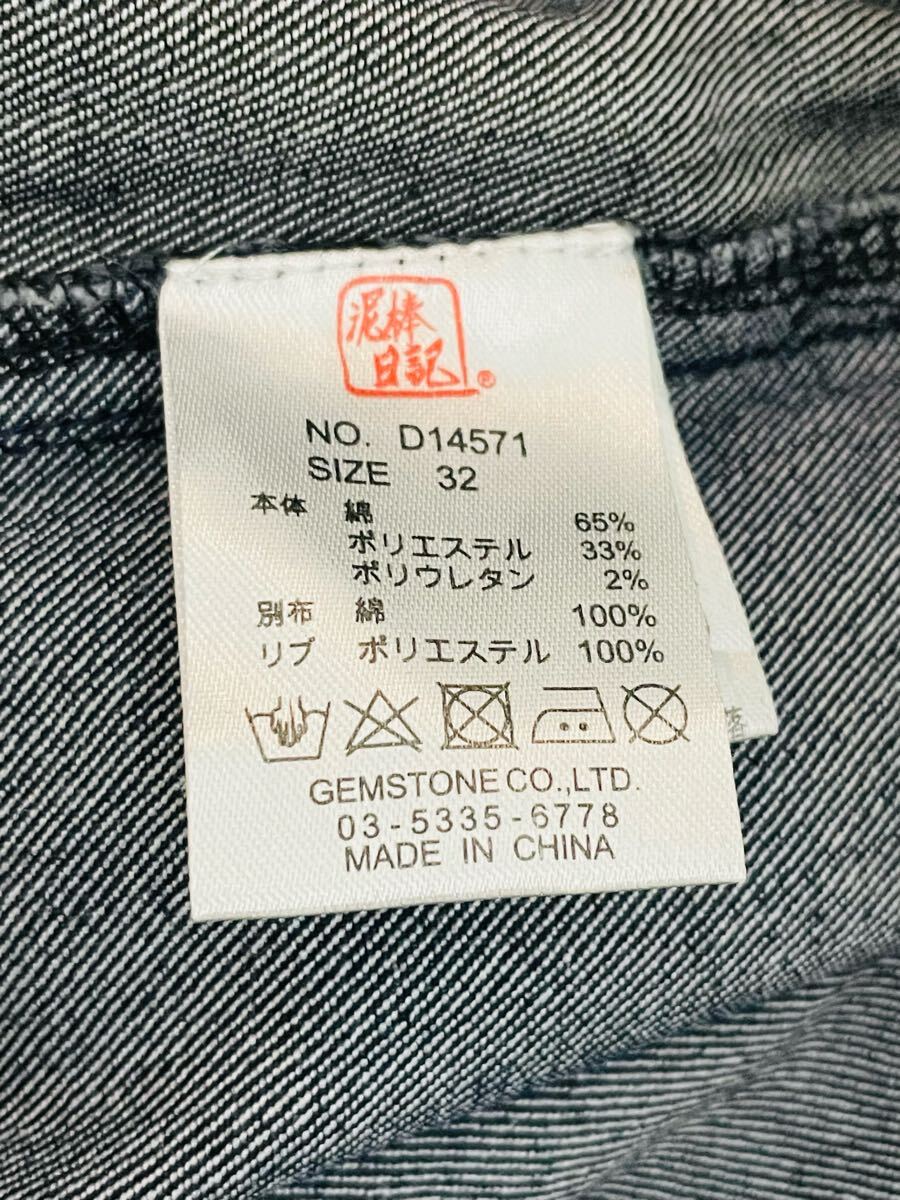 泥棒
日記®
NO. D14571
SIZE 32
本体 綿 65%
ポリエステル 33%
ポリウレタン 2%
別布 綿 100%
リブ ポリエステル 100%
GEMSTONE CO.,LTD.
03-5335-6778
MADE IN CHINA